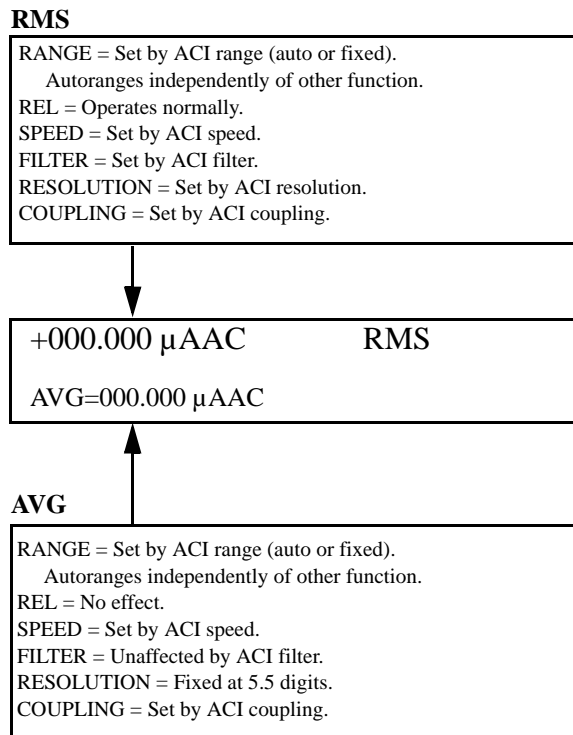 RMS
RANGE = Set by ACI range (auto or fixed).
Autoranges independently of other function.
REL = Operates normally.
SPEED = Set by ACI speed.
FILTER = Set by ACI filter.
RESOLUTION = Set by ACI resolution.
COUPLING = Set by ACI coupling.
+000.000 µAAC RMS
AVG=000.000 µAAC
AVG
RANGE = Set by ACI range (auto or fixed).
Autoranges independently of other function.
REL = No effect.
SPEED = Set by ACI speed.
FILTER = Unaffected by ACI filter.
RESOLUTION = Fixed at 5.5 digits.
COUPLING = Set by ACI coupling.